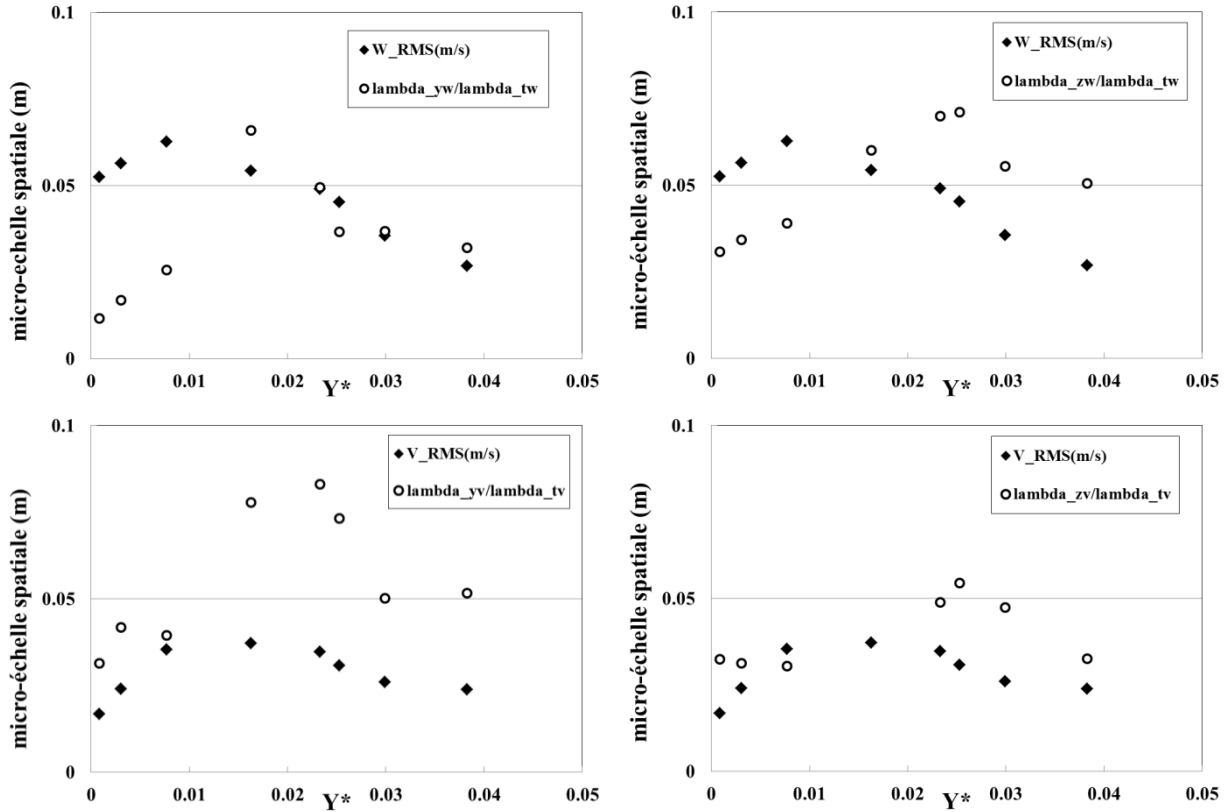 0.1
W_RMS(m/s)
lambda_yw/lambda_tw
micro-echelle spatiale (m)
0.05
0
0 0.01 0.02 0.03 0.04 0.05
Y*
0.1
W_RMS(m/s)
lambda_zw/lambda_tw
micro-échelle spatiale (m)
0.05
0
0 0.01 0.02 0.03 0.04 0.05
Y*
0.1
V_RMS(m/s)
lambda_yv/lambda_tv
micro-échelle spatiale (m)
0.05
0
0 0.01 0.02 0.03 0.04 0.05
Y*
0.1
V_RMS(m/s)
lambda_zv/lambda_tv
micro-échelle spatiale (m)
0.05
0
0 0.01 0.02 0.03 0.04 0.05
Y*